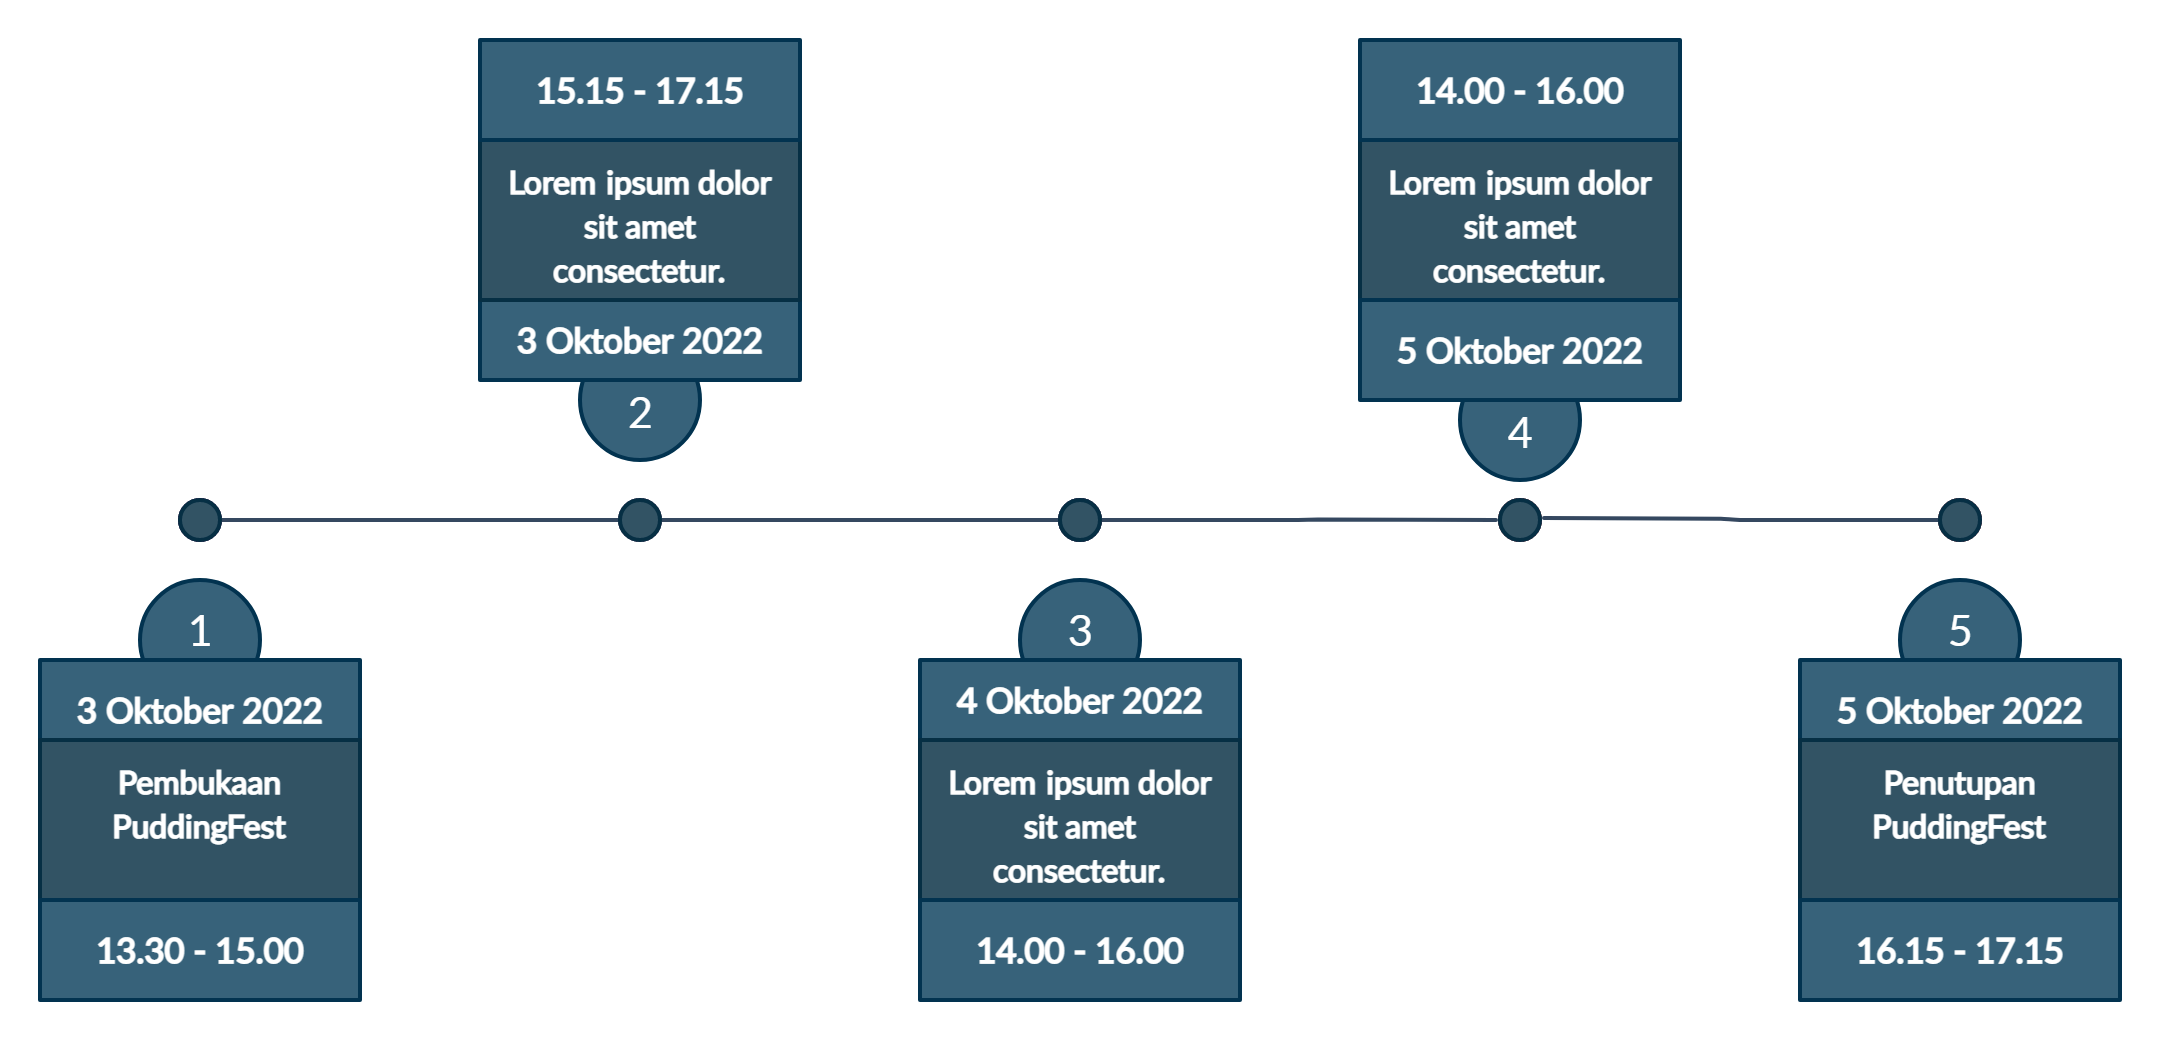 1
3 Oktober 2022
Pembukaan
PuddingFest
13.30 - 15.00
15.15 - 17.15
Lorem ipsum dolor
sit amet
consectetur.
3 Oktober 2022
2
3
4 Oktober 2022
Lorem ipsum dolor
sit amet
consectetur.
14.00 - 16.00
14.00 - 16.00
Lorem ipsum dolor
sit amet
consectetur.
5 Oktober 2022
4
5
5 Oktober 2022
Penutupan
PuddingFest
16.15 - 17.15